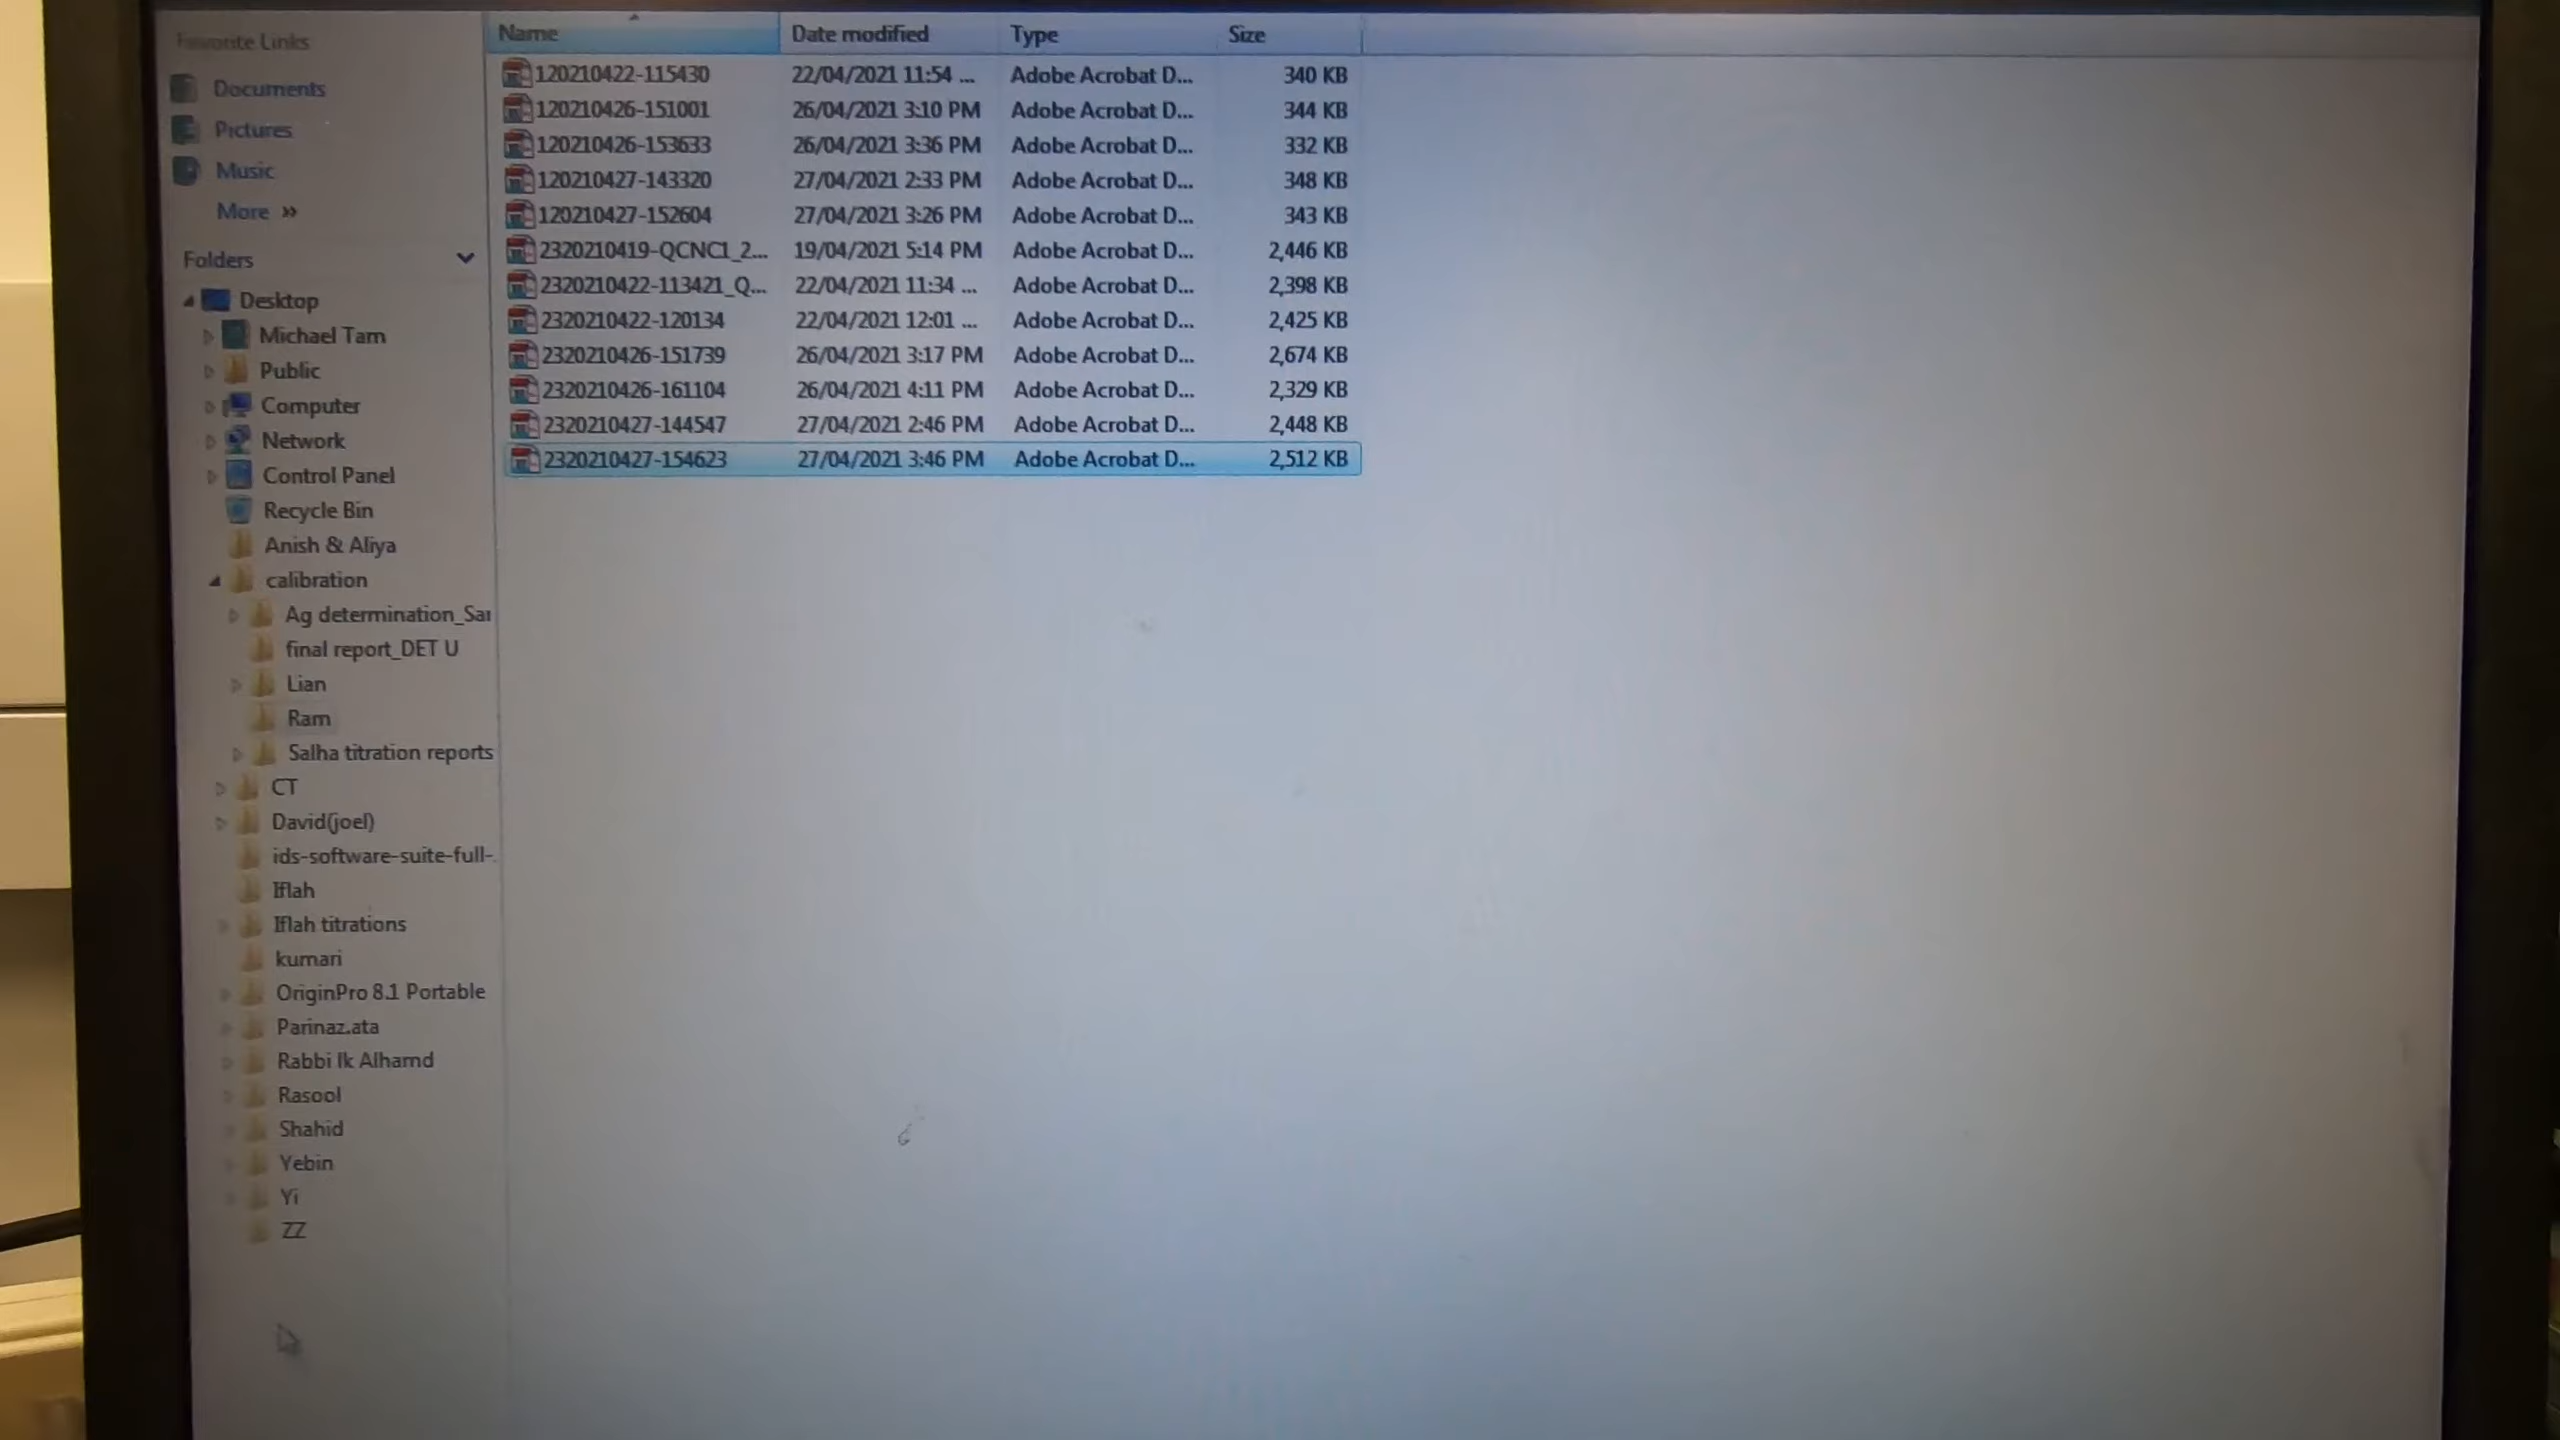 Favorite Links
Documents
Pictures
Music
More »
Folders
Desktop
Michael Tam
Public
Computer
Network
Control Panel
Recycle Bin
Anish & Aliya
calibration
Ag determination_Sar
final report_DET U
Lian
Ram
Salha titration reports
CT
David(joel)
ids-software-suite-full-
Iflah
Iflah titrations
kumari
OriginPro 8.1 Portable
Parinaz.ata
Rabbi lk Alhamd
Rasool
Shahid
Yebin
Yi
ZZ
Name Date modified Type Size
120210422-115430 22/04/2021 11:54 ... Adobe Acrobat D... 340 KB
120210426-151001 26/04/2021 3:10 PM Adobe Acrobat D... 344 KB
120210426-153633 26/04/2021 3:36 PM Adobe Acrobat D... 332 KB
120210427-143320 27/04/2021 2:33 PM Adobe Acrobat D... 348 KB
120210427-152604 27/04/2021 3:26 PM Adobe Acrobat D... 343 KB
2320210419-QCNC1_2... 19/04/2021 5:14 PM Adobe Acrobat D... 2,446 KB
2320210422-113421_Q... 22/04/2021 11:34 ... Adobe Acrobat D... 2,398 KB
2320210422-120134 22/04/2021 12:01 ... Adobe Acrobat D... 2,425 KB
2320210426-151739 26/04/2021 3:17 PM Adobe Acrobat D... 2,674 KB
2320210426-161104 26/04/2021 4:11 PM Adobe Acrobat D... 2,329 KB
2320210427-144547 27/04/2021 2:46 PM Adobe Acrobat D... 2,448 KB
2320210427-154623 27/04/2021 3:46 PM Adobe Acrobat D... 2,512 KB